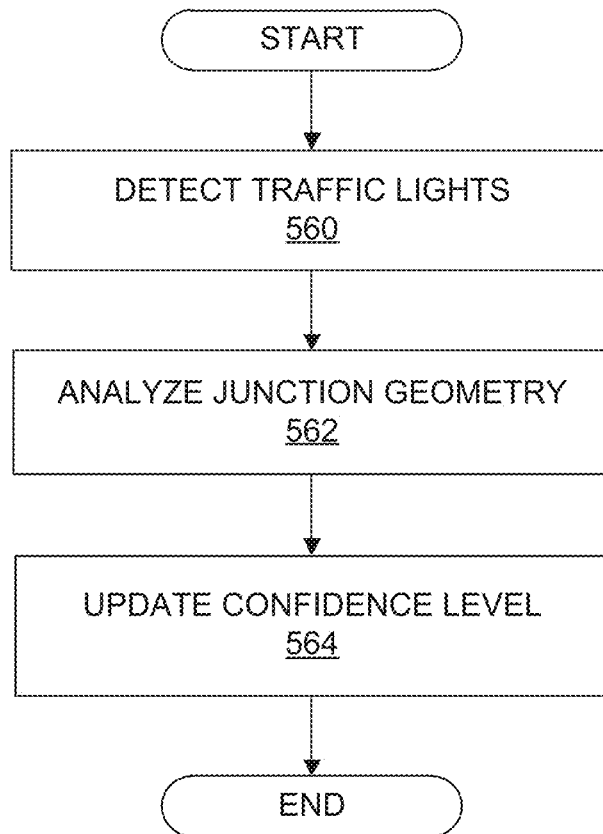 START
DETECT TRAFFIC LIGHTS
560
ANALYZE JUNCTION GEOMETRY
562
UPDATE CONFIDENCE LEVEL
564
END